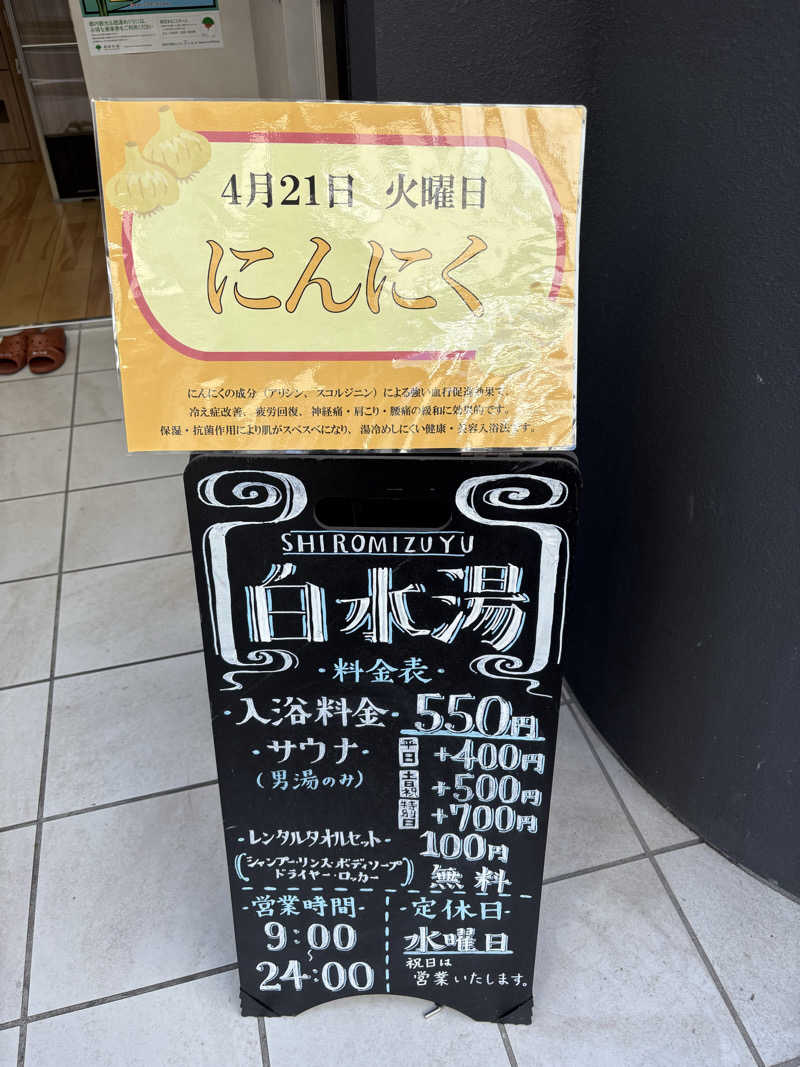 4月21日 火曜日
にんにく
にんにくの成分(アリシン、スコルジニン)による強い血行促進効果で、
冷え症改善、疲労回復、神経痛・肩こり・腰痛の緩和に効果的です。
保湿・抗菌作用により肌がスベスベになり、湯冷めしにくい健康・美容入浴法です。
SHIROMIZUYU
白水湯
・料金表・
・入浴料金・ 550円
・サウナ・ 平日 +400円
(男湯のみ) 土日祝 +500円
特別日 +700円
・レンタルタオルセット・ 100円
(シャンプー・リンス・ボディソープ
ドライヤー・ロッカー) 無料
-営業時間-
9:00
〜
24:00
-定休日-
水曜日
祝日は
営業いたします。